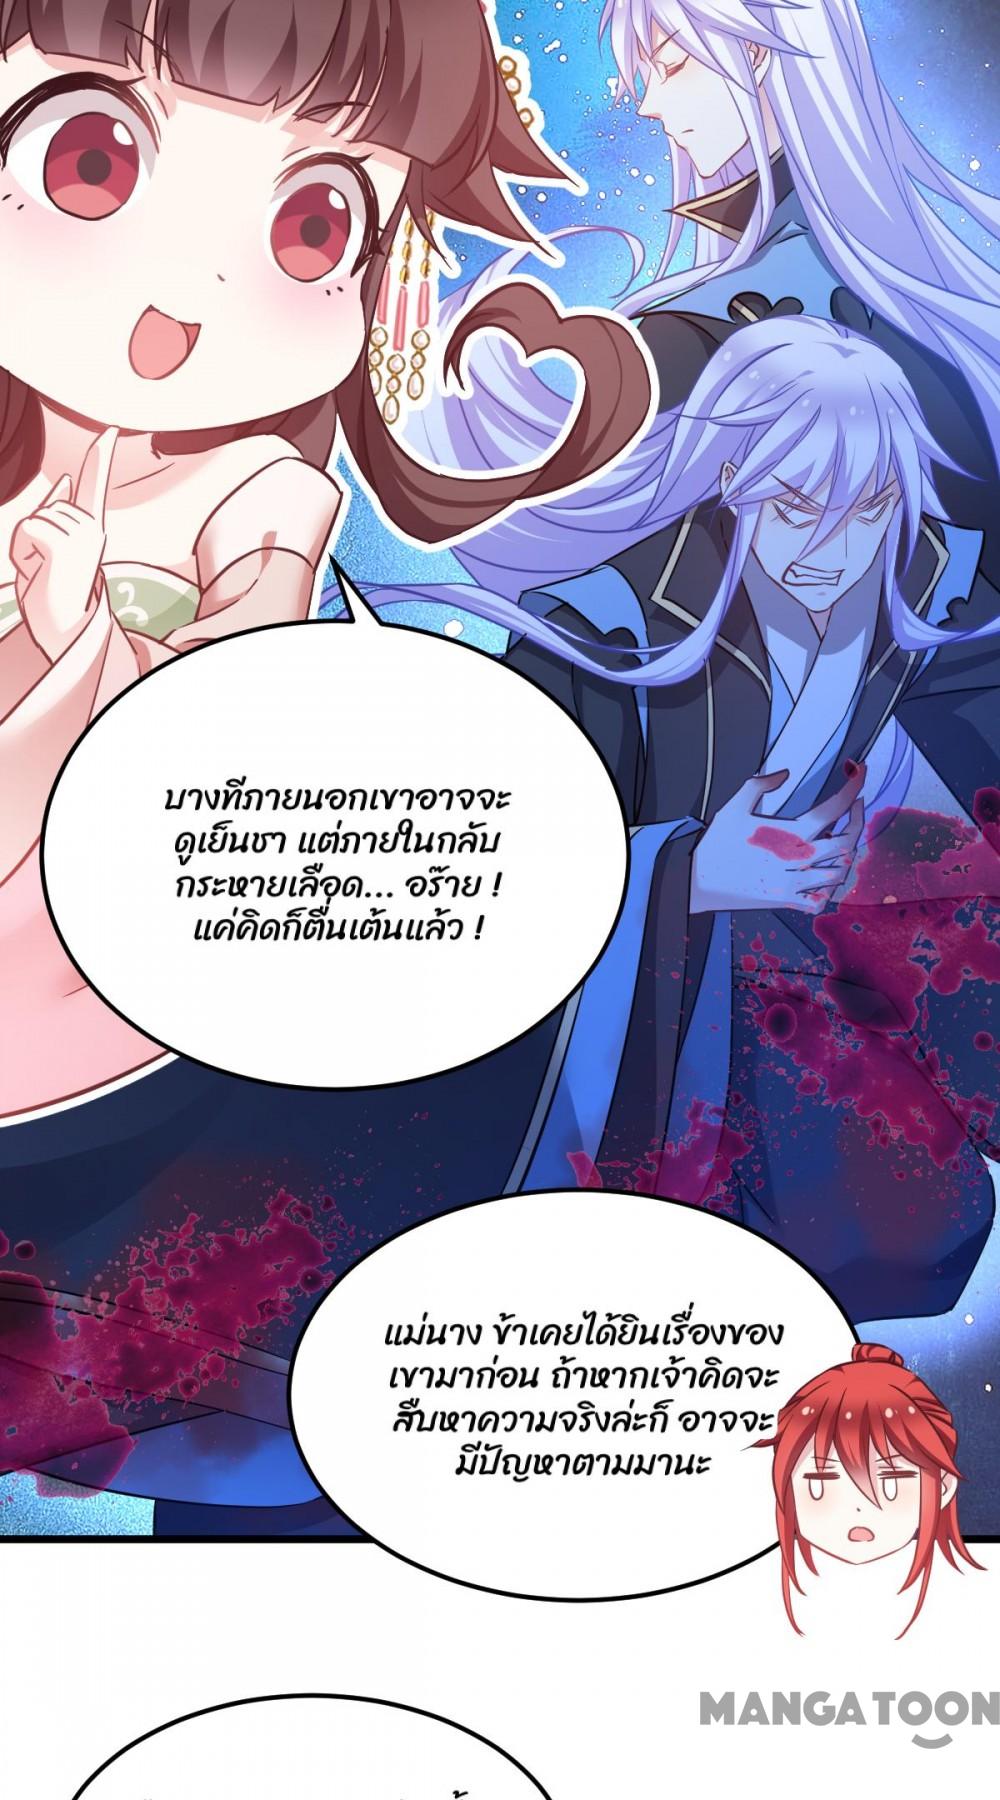 บางทีภายนอกเขาอาจจะ
ดูเย็นชา แต่ภายในกลับ
กระหายเลือด... อร๊าย !
แค่คิดก็ตื่นเต้นแล้ว !
แม่นาง ข้าเคยได้ยินเรื่องของ
เขามาก่อน ถ้าหากเจ้าคิดจะ
สืบหาความจริงล่ะก็ อาจจะ
มีปัญหาตามมานะ
MANGATOON